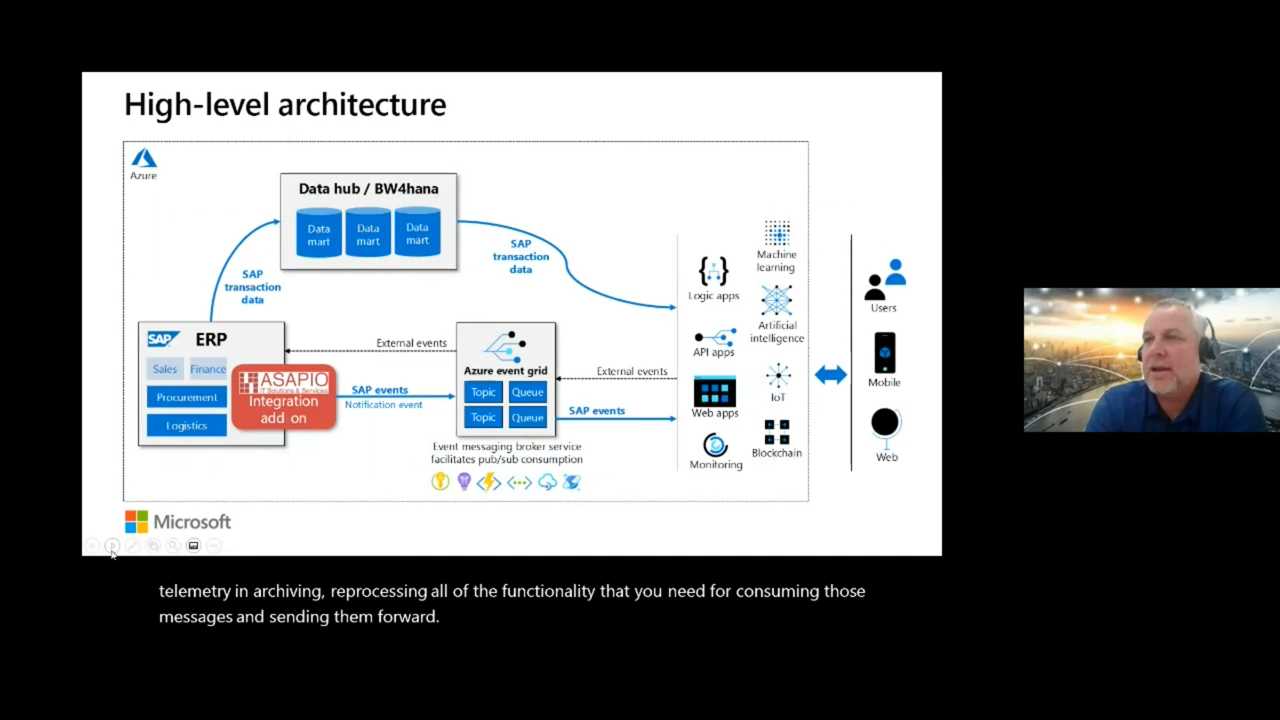 High-level architecture
Azure
Data hub / BW4hana
Data mart
Data mart
Data mart
SAP transaction data
SAP transaction data
SAP
ERP
Sales
Finance
Procurement
Logistics
ASAPIO
IT Solutions & Services
Integration add-on
External events
SAP events
Notification event
Azure event grid
Topic
Queue
Topic
Queue
External events
SAP events
Event messaging broker service
facilitates pub/sub consumption
Logic apps
API apps
Web apps
Monitoring
Machine learning
Artificial intelligence
IoT
Blockchain
Users
Mobile
Web
Microsoft
telemetry in archiving, reprocessing all of the functionality that you need for consuming those
messages and sending them forward.